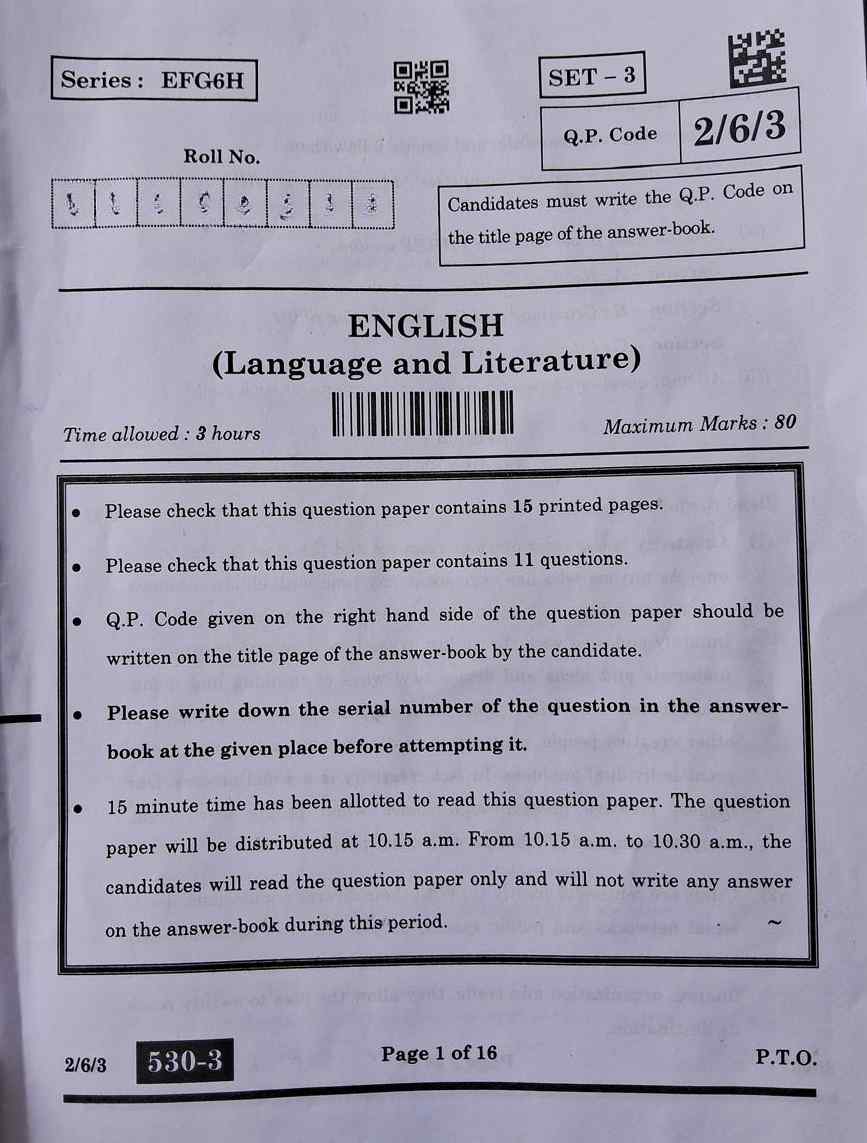 Series : EFG6H
SET – 3
Q.P. Code
2/6/3
Roll No.
Candidates must write the Q.P. Code on
the title page of the answer-book.
ENGLISH
(Language and Literature)
Time allowed : 3 hours
Maximum Marks : 80
• Please check that this question paper contains 15 printed pages.
• Please check that this question paper contains 11 questions.
• Q.P. Code given on the right hand side of the question paper should be
written on the title page of the answer-book by the candidate.
• Please write down the serial number of the question in the answer-
book at the given place before attempting it.
• 15 minute time has been allotted to read this question paper. The question
paper will be distributed at 10.15 a.m. From 10.15 a.m. to 10.30 a.m., the
candidates will read the question paper only and will not write any answer
on the answer-book during this period.
~
2/6/3
530-3
Page 1 of 16
P.T.O.